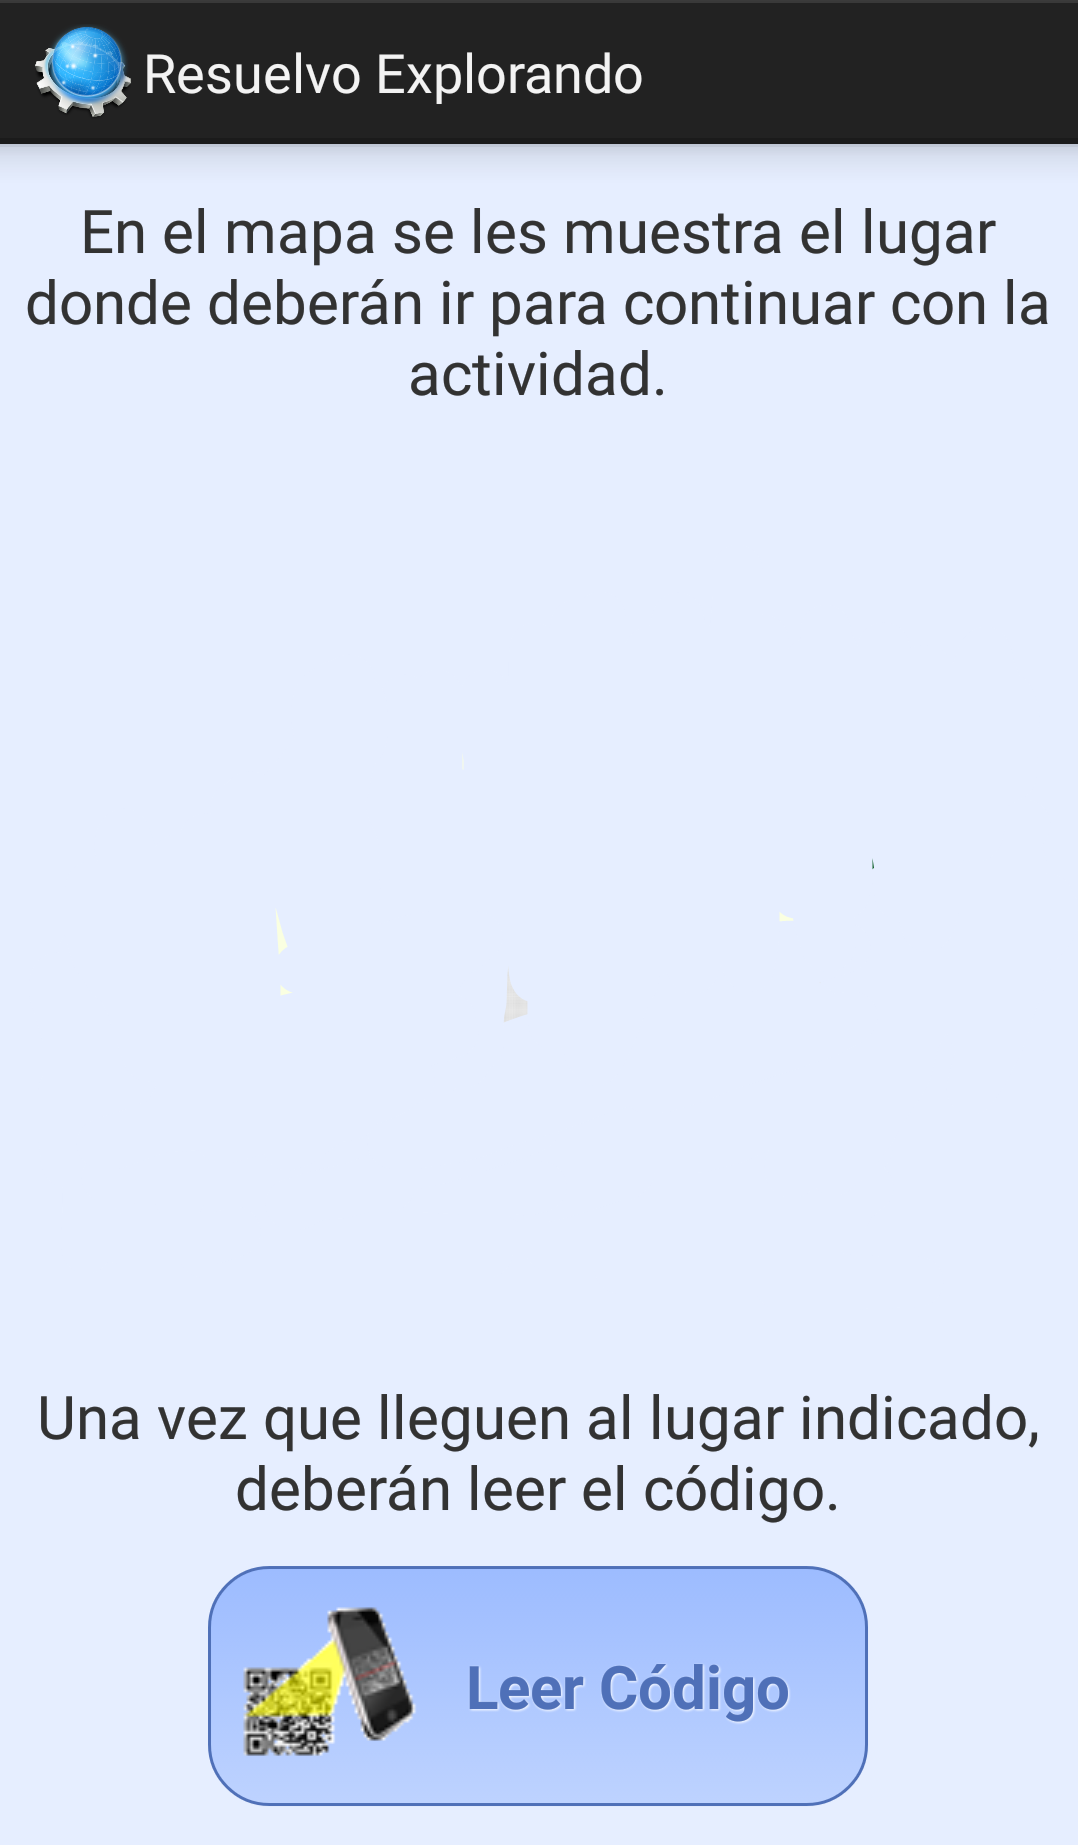 Resuelvo Explorando
En el mapa se les muestra el lugar
donde deberán ir para continuar con la
actividad.
Una vez que lleguen al lugar indicado,
deberán leer el código.
Leer Código